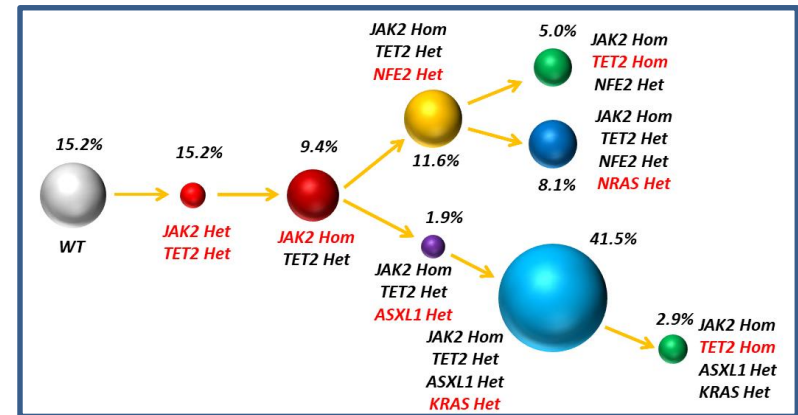 15.2%
WT
15.2%
JAK2 Het
TET2 Het
9.4%
JAK2 Hom
TET2 Het
JAK2 Hom
TET2 Het
NFE2 Het
11.6%
5.0%
JAK2 Hom
TET2 Hom
NFE2 Het
JAK2 Hom
TET2 Het
NFE2 Het
NRAS Het
8.1%
1.9%
JAK2 Hom
TET2 Het
ASXL1 Het
41.5%
JAK2 Hom
TET2 Het
ASXL1 Het
KRAS Het
2.9%
JAK2 Hom
TET2 Hom
ASXL1 Het
KRAS Het